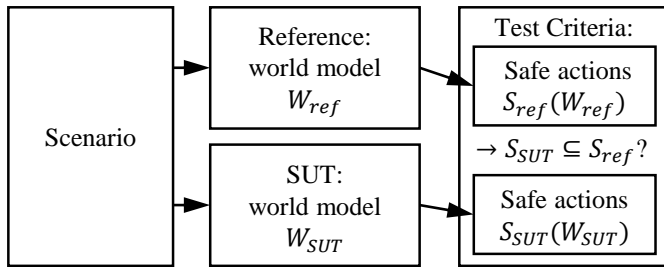 Scenario
Reference:
world model
W_ref
SUT:
world model
W_SUT
Test Criteria:
Safe actions
S_ref(W_ref)
→ S_SUT ⊆ S_ref?
Safe actions
S_SUT(W_SUT)